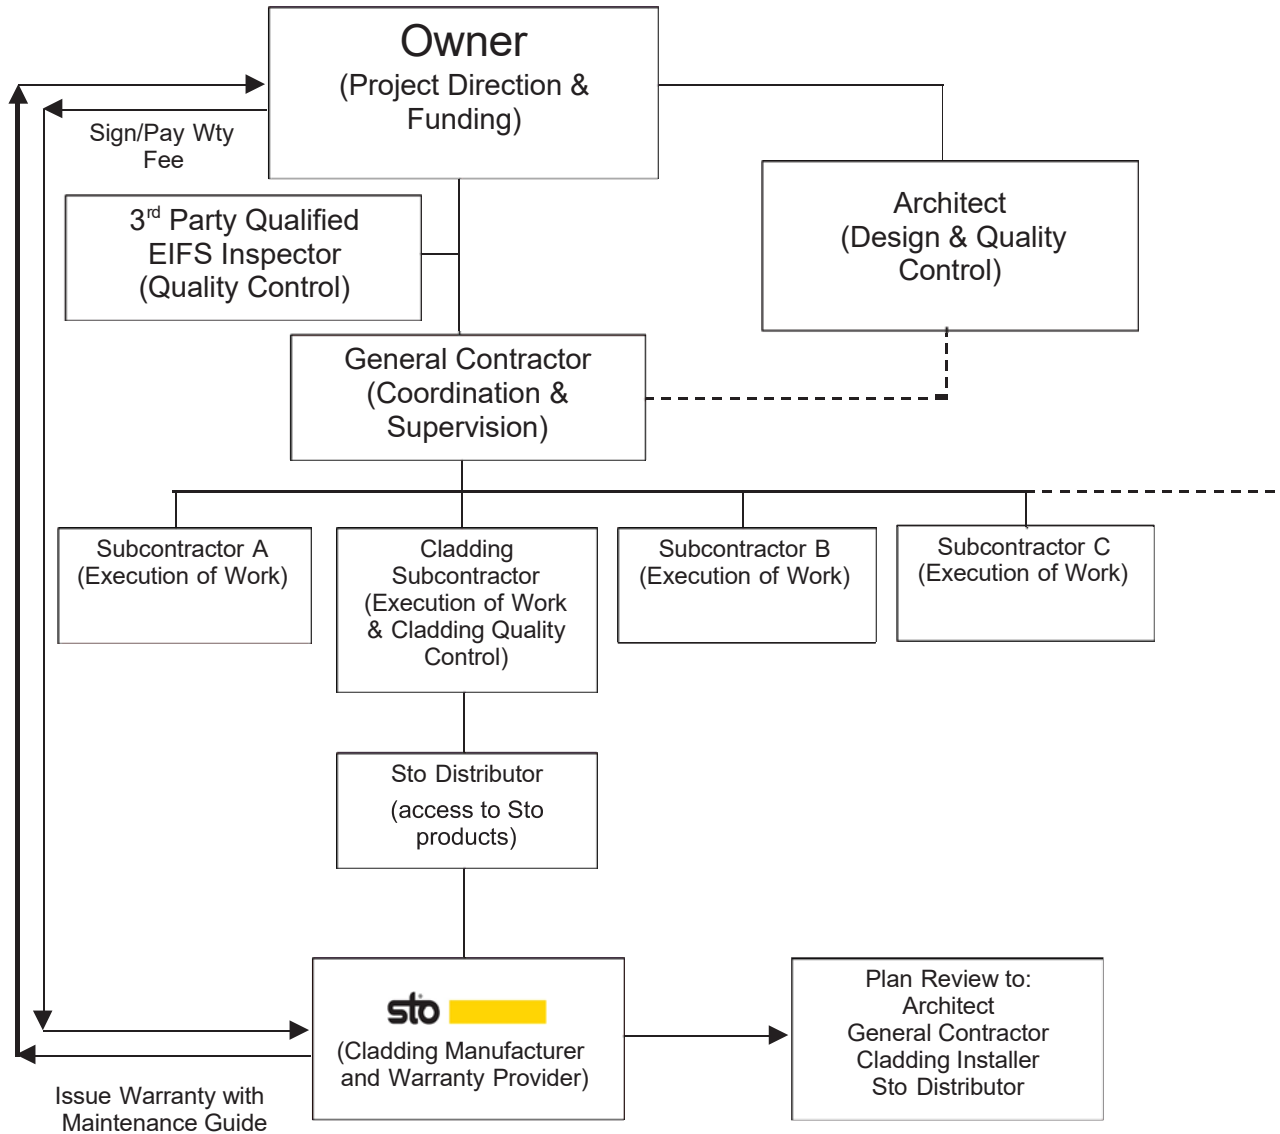 Owner
(Project Direction &
Funding)
Sign/Pay Wty
Fee
3rd Party Qualified
EIFS Inspector
(Quality Control)
Architect
(Design & Quality
Control)
General Contractor
(Coordination &
Supervision)
Subcontractor A
(Execution of Work)
Cladding
Subcontractor
(Execution of Work
& Cladding Quality
Control)
Subcontractor B
(Execution of Work)
Subcontractor C
(Execution of Work)
Sto Distributor
(access to Sto
products)
sto
(Cladding Manufacturer
and Warranty Provider)
Plan Review to:
Architect
General Contractor
Cladding Installer
Sto Distributor
Issue Warranty with
Maintenance Guide